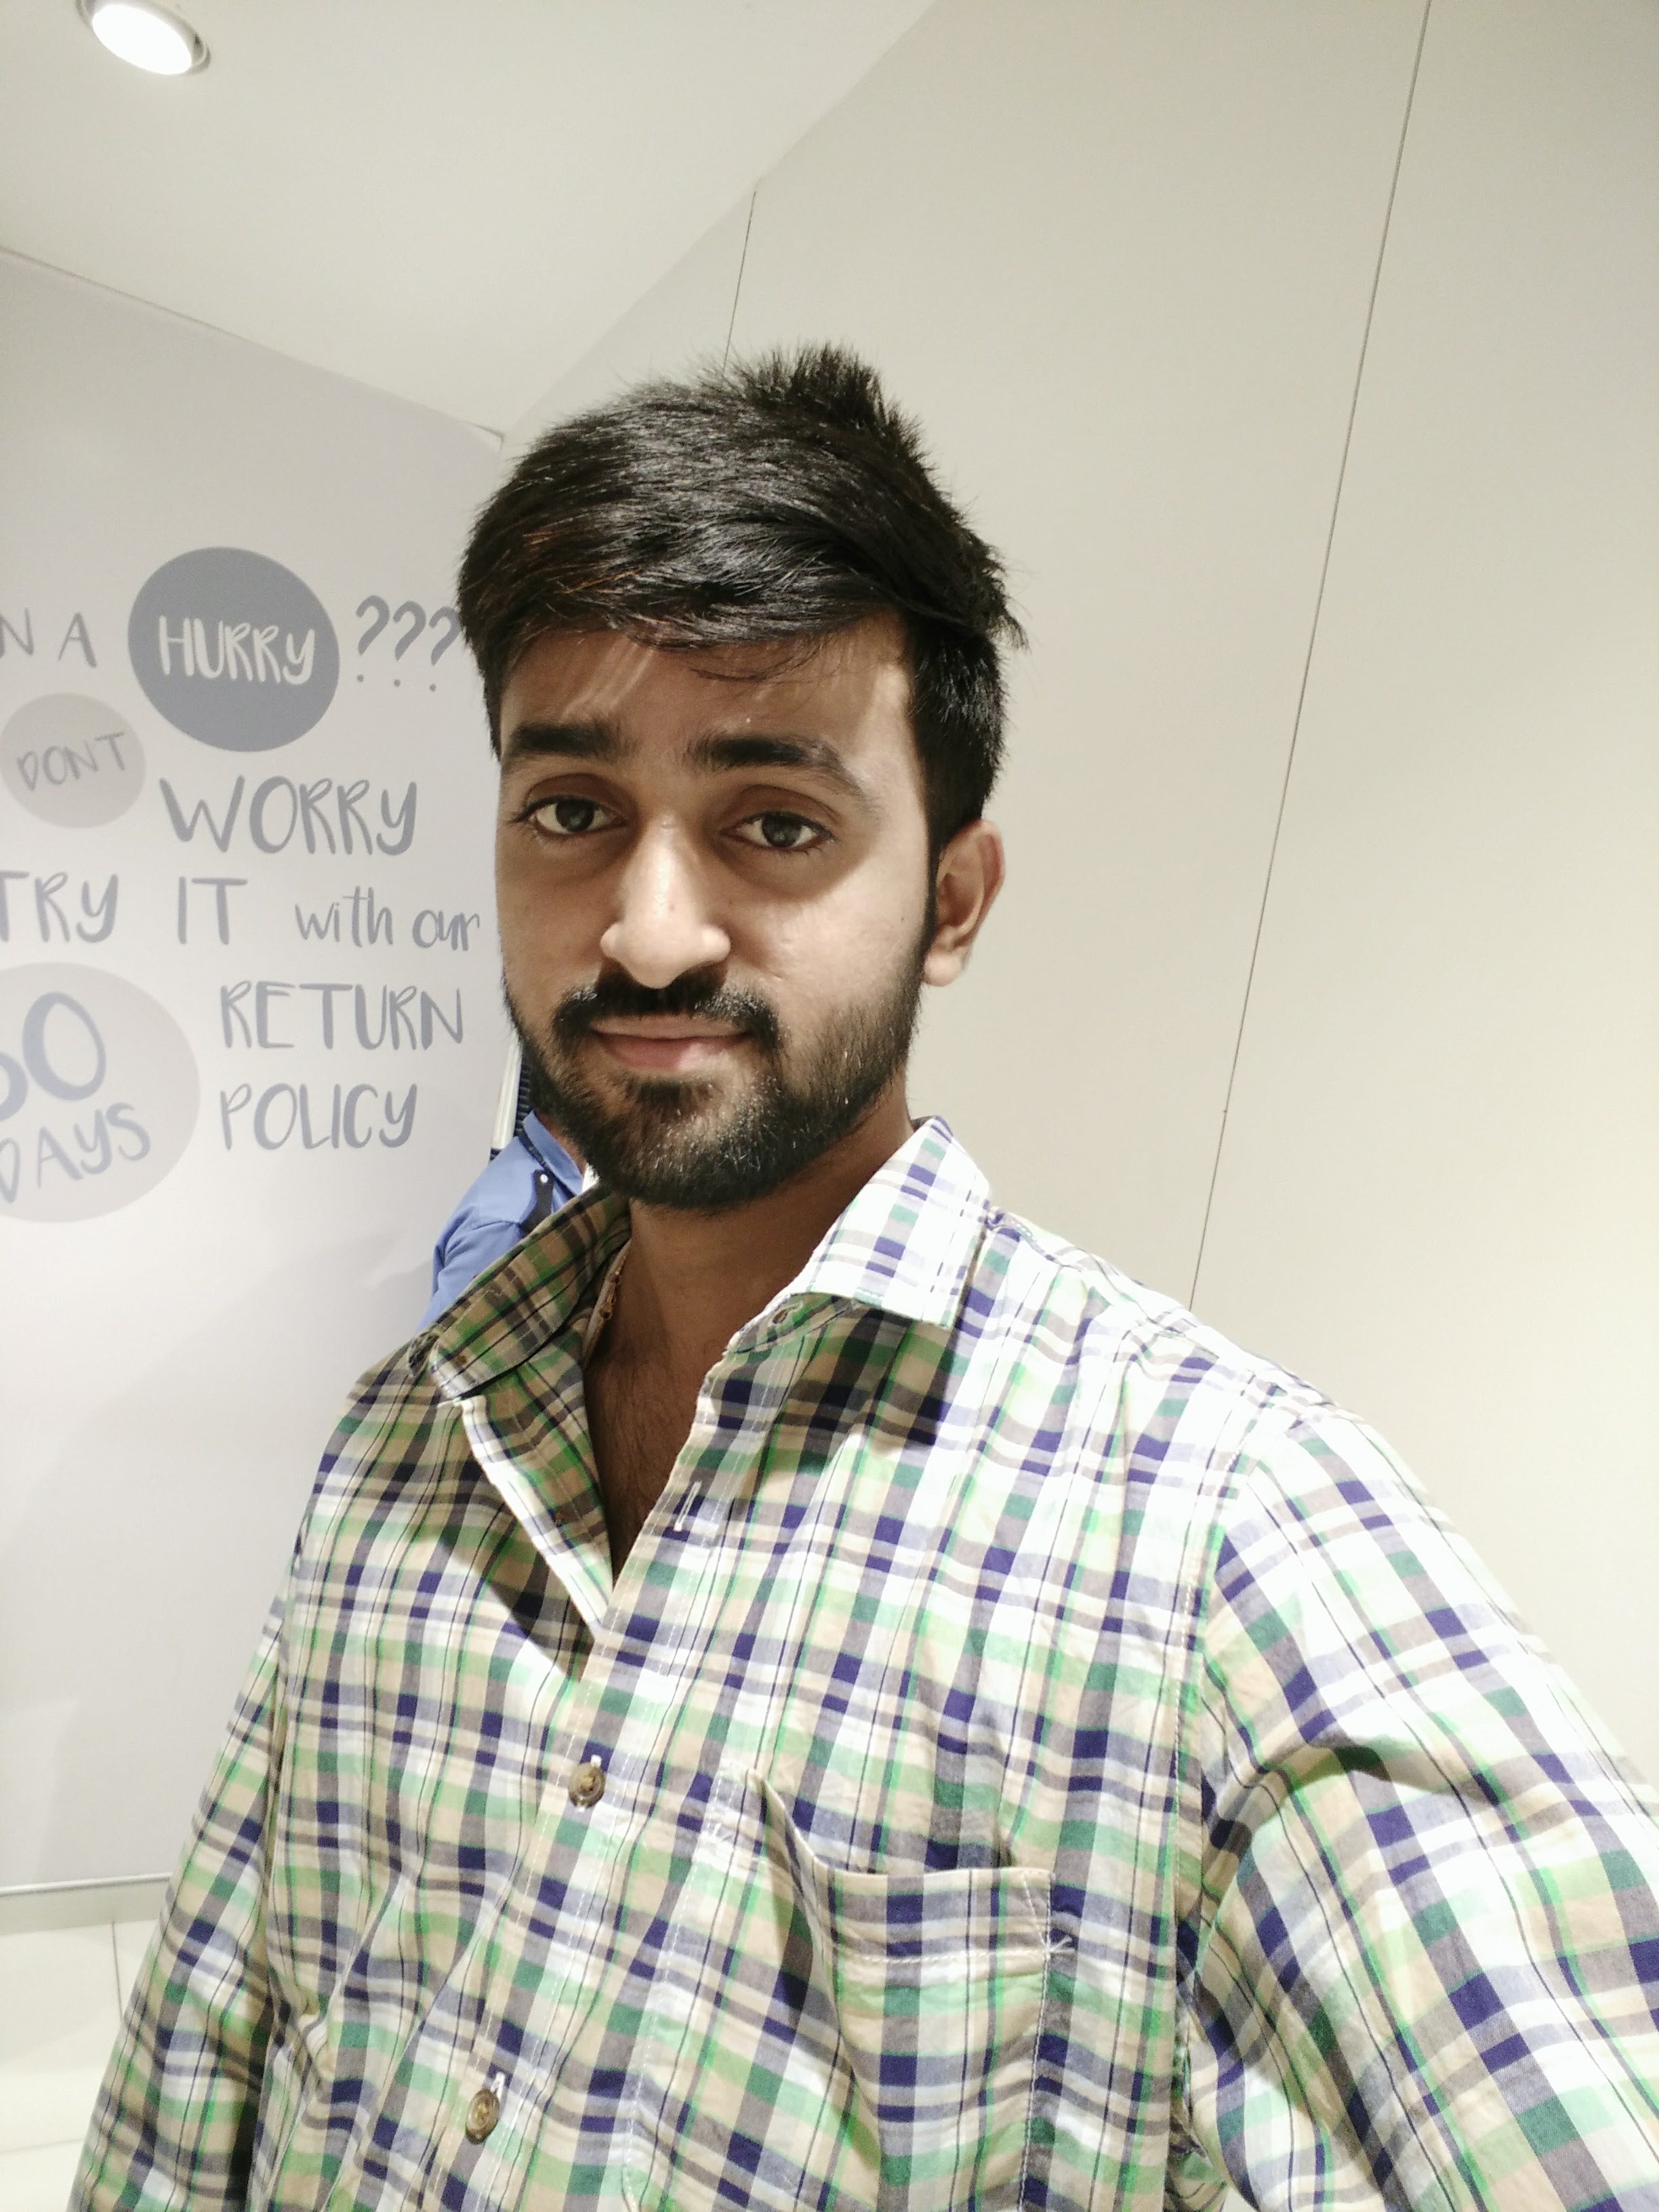 N A HURRY ???
DONT WORRY
TRY IT with our
RETURN
DAYS POLICY